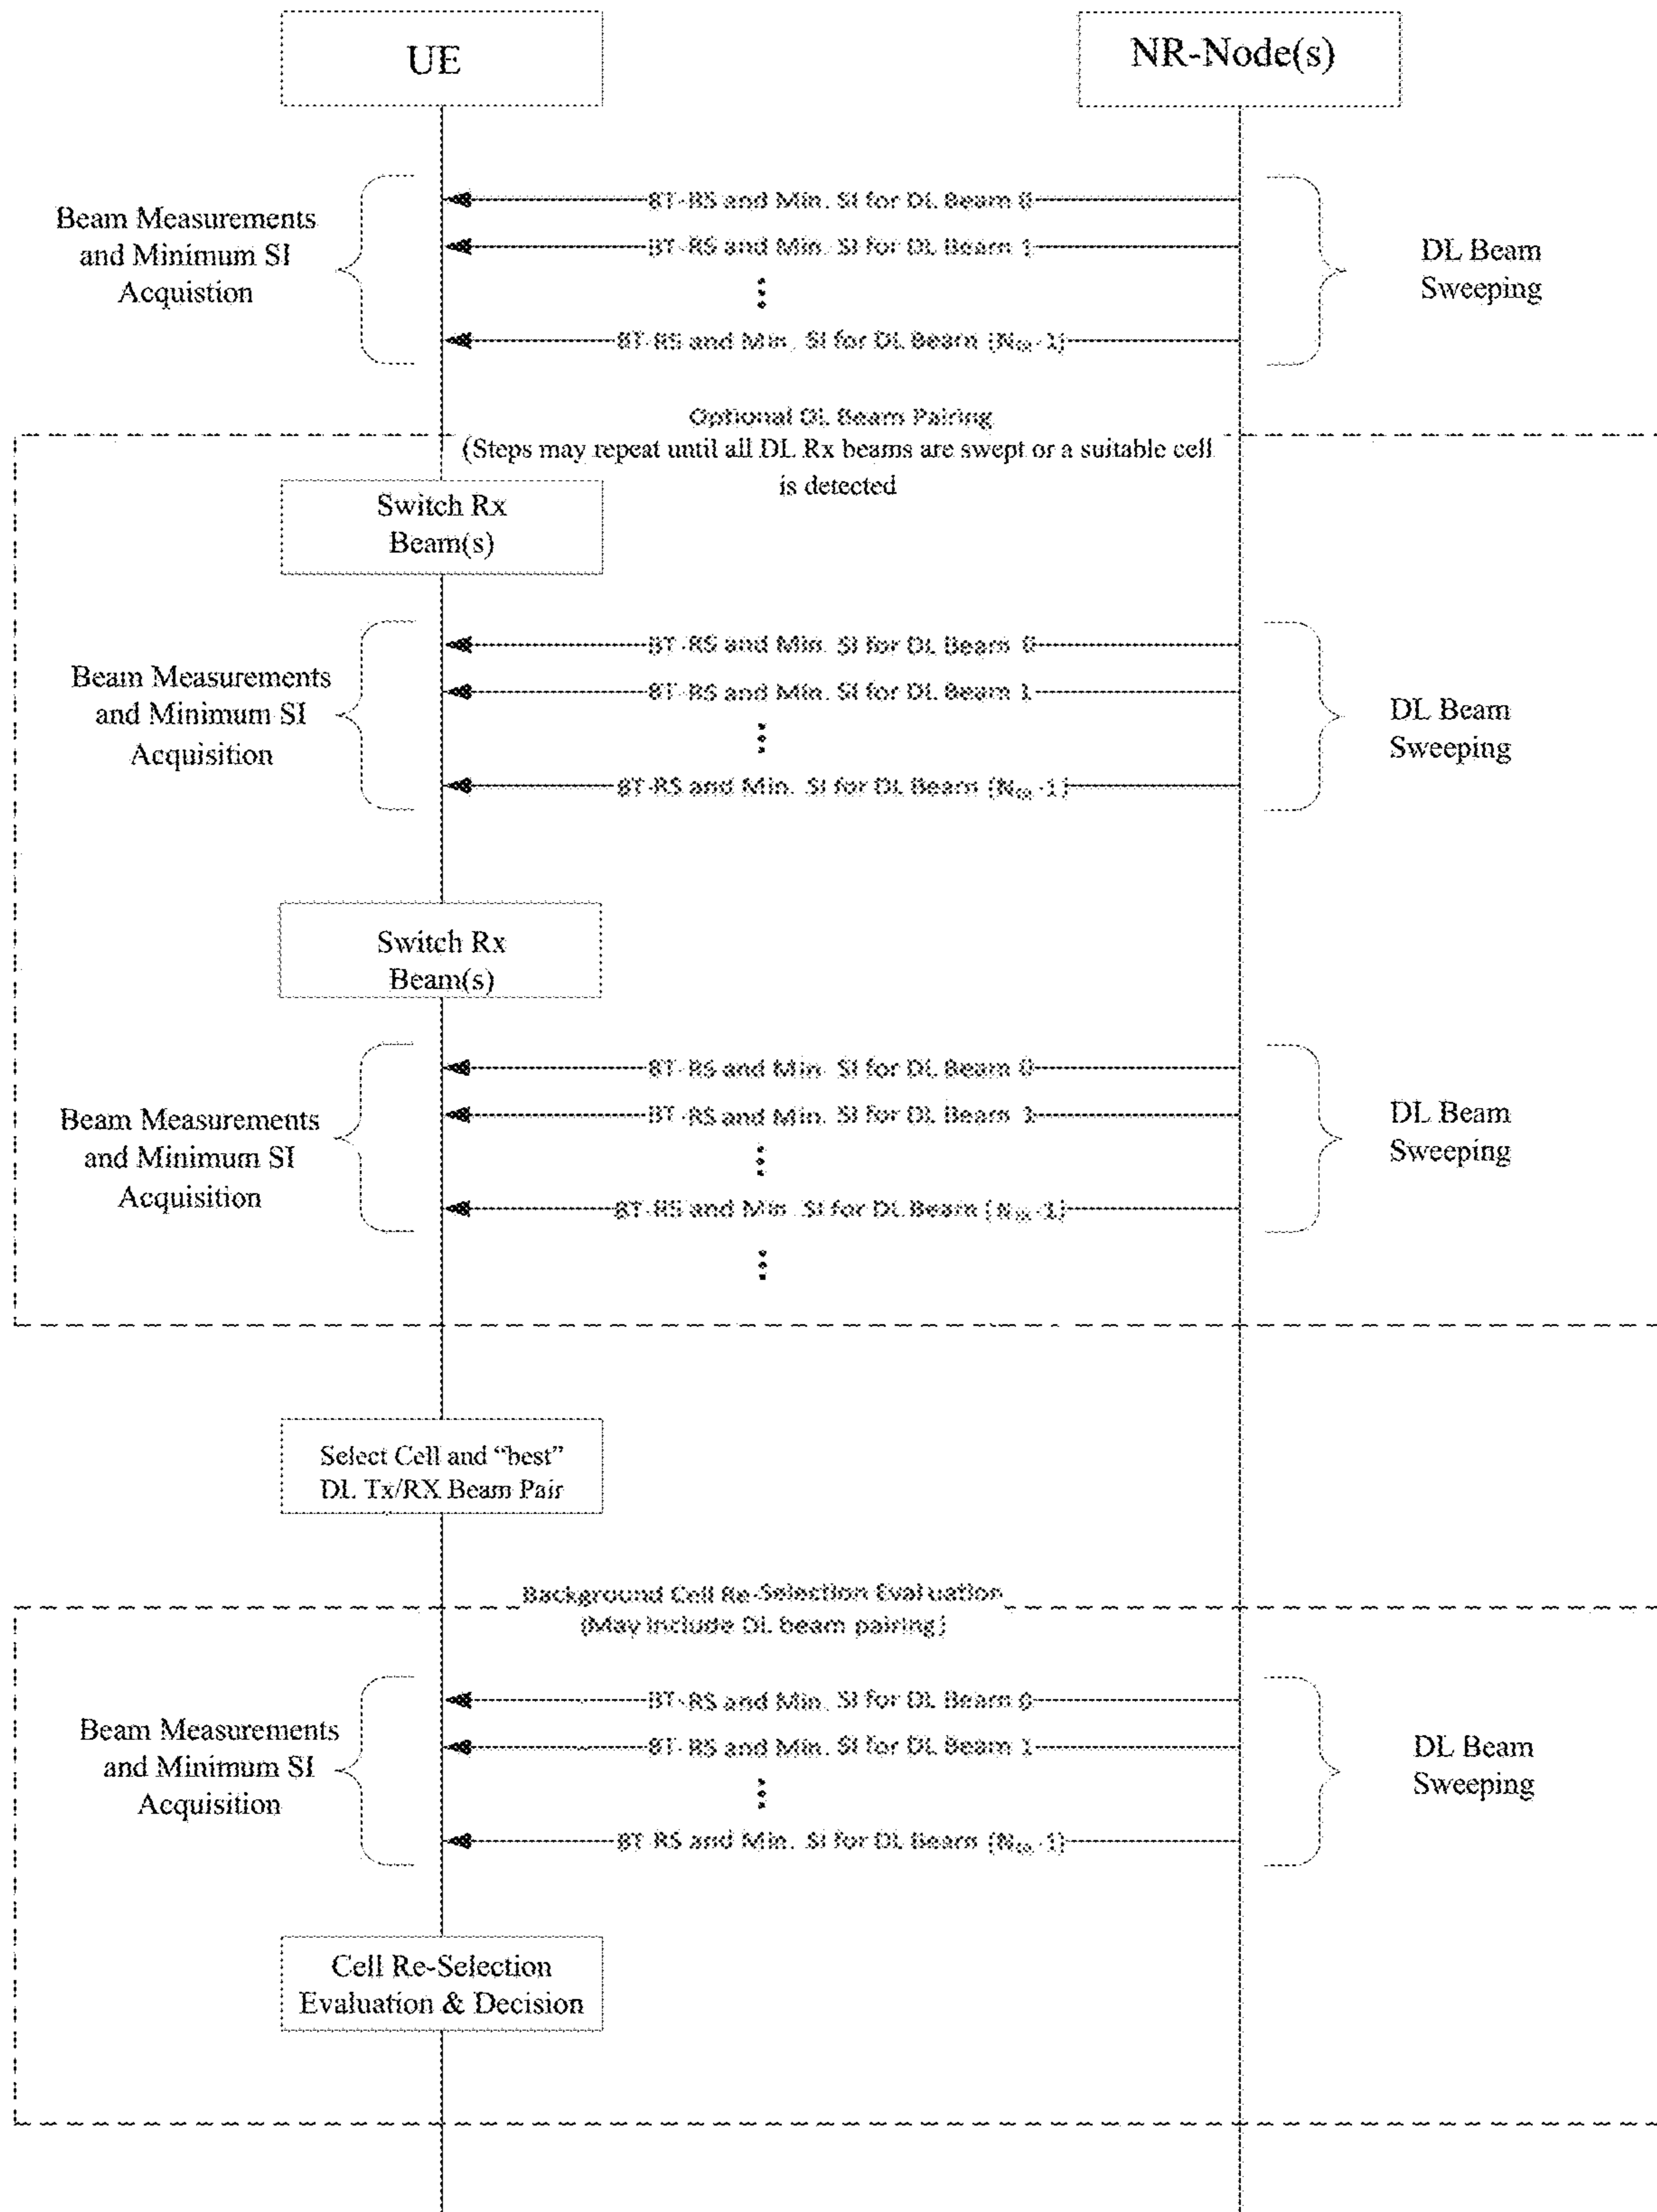 UE
NR-Node(s)
BT-RS and Min. SI for DL Beam 0
Beam Measurements
and Minimum SI
Acquistion
BT-RS and Min. SI for DL Beam 1
DL Beam
Sweeping
BT-RS and Min. SI for DL Beam (N -1)
Optional DL Beam Pairing
(Steps may repeat until all DL Rx beams are swept or a suitable cell
is detected
Switch Rx
Beam(s)
BT-RS and Min. SI for DL Beam 0
Beam Measurements
and Minimum SI
Acquisition
BT-RS and Min. SI for DL Beam 1
DL Beam
Sweeping
BT-RS and Min. SI for DL Beam (N -1)
Switch Rx
Beam(s)
BT-RS and Min. SI for DL Beam 0
Beam Measurements
and Minimum SI
Acquisition
BT-RS and Min. SI for DL Beam 1
DL Beam
Sweeping
BT-RS and Min. SI for DL Beam (N -1)
Select Cell and “best”
DL Tx/RX Beam Pair
Background Cell Re-Selection Evaluation
(May include DL beam pairing)
BT-RS and Min. SI for DL Beam 0
Beam Measurements
and Minimum SI
Acquisition
BT-RS and Min. SI for DL Beam 1
DL Beam
Sweeping
BT-RS and Min. SI for DL Beam (N -1)
Cell Re-Selection
Evaluation & Decision